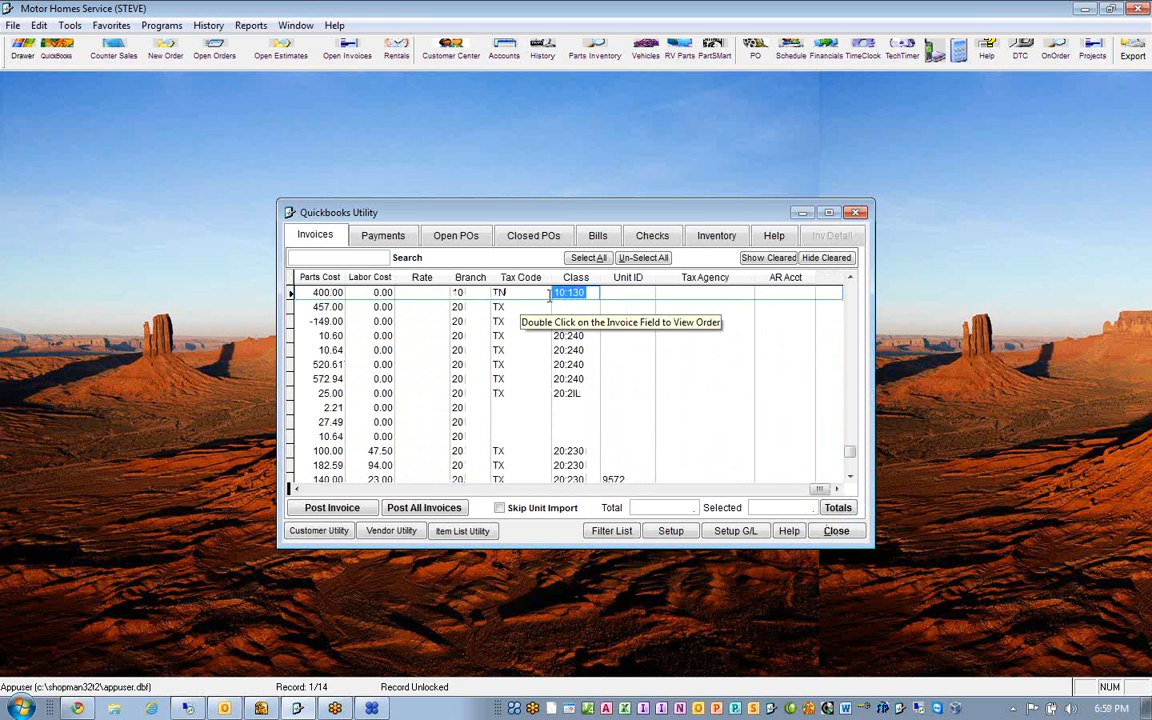 Motor Homes Service (STEVE)
File Edit Tools Favorites Programs History Reports Window Help
Drawer QuickBooks Counter Sales New Order Open Orders Open Estimates Open Invoices Rentals Customer Center Accounts History Parts Inventory Vehicles RV Parts PartSMart PO Schedule Financials TimeClock TechTimer Help DTC OnOrder Projects Export
Quickbooks Utility
Invoices Payments Open POs Closed POs Bills Checks Inventory Help Inv Detail
Search Select All Un-Select All Show Cleared Hide Cleared
Parts Cost Labor Cost Rate Branch Tax Code Class Unit ID Tax Agency AR Acct
400.00 0.00 10 TN 10:130
457.00 0.00 20 TX
Double Click on the Invoice Field to View Order
-149.00 0.00 20 TX
10.60 0.00 20 TX 20:240
10.64 0.00 20 TX 20:240
520.61 0.00 20 TX 20:240
572.94 0.00 20 TX 20:240
25.00 0.00 20 TX 20:2IL
2.21 0.00 20
27.49 0.00 20
10.64 0.00 20
100.00 47.50 20 TX 20:230
182.59 94.00 20 TX 20:230
140.00 23.00 20 TX 20:230 9572
Post Invoice Post All Invoices Skip Unit Import Total . Selected . Totals
Customer Utility Vendor Utility Item List Utility Filter List Setup Setup G/L Help Close
Appuser (c:\shopman32t2\appuser.dbf) Record: 1/14 Record Unlocked NUM
6:59 PM